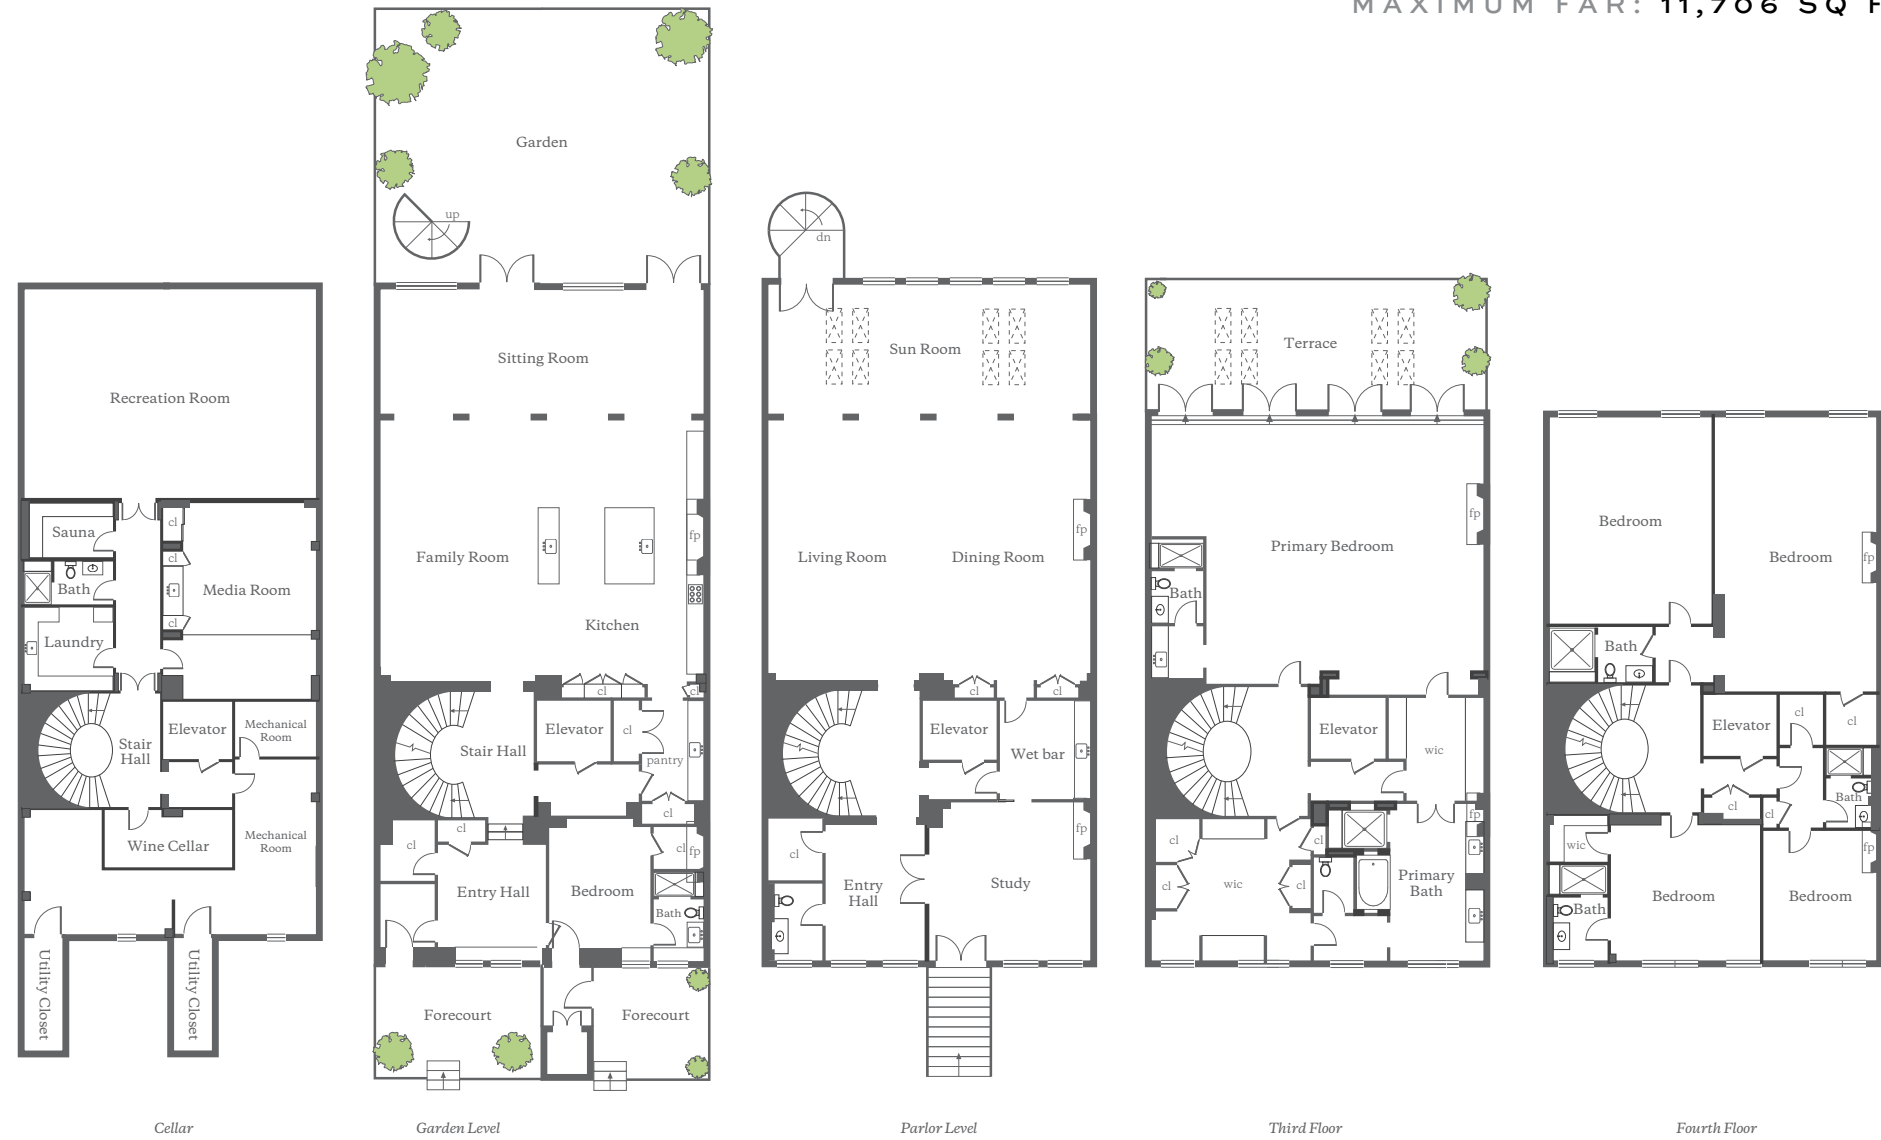 MAXIMUM FAR: 11,706 SQ F
Recreation Room
Sauna
cl
cl
Bath
Media Room
cl
Laundry
Stair
Hall
Elevator
Mechanical
Room
Wine Cellar
Mechanical
Room
Utility Closet
Utility Closet
Cellar
Garden
up
Sitting Room
fp
Family Room
Kitchen
cl
cl
Stair Hall
Elevator
cl
pantry
cl
cl
cl
cl
fp
Entry Hall
Bedroom
Bath
Forecourt
Forecourt
Garden Level
dn
Sun Room
fp
Living Room
Dining Room
cl
cl
Elevator
Wet bar
fp
cl
Entry
Hall
Study
Parlor Level
Terrace
fp
Primary Bedroom
Bath
Elevator
wic
fp
cl
cl
cl
wic
cl
Primary
Bath
Third Floor
Bedroom
Bedroom
fp
Bath
Elevator
cl
cl
Bath
cl
cl
wic
fp
Bedroom
Bedroom
Bath
Fourth Floor